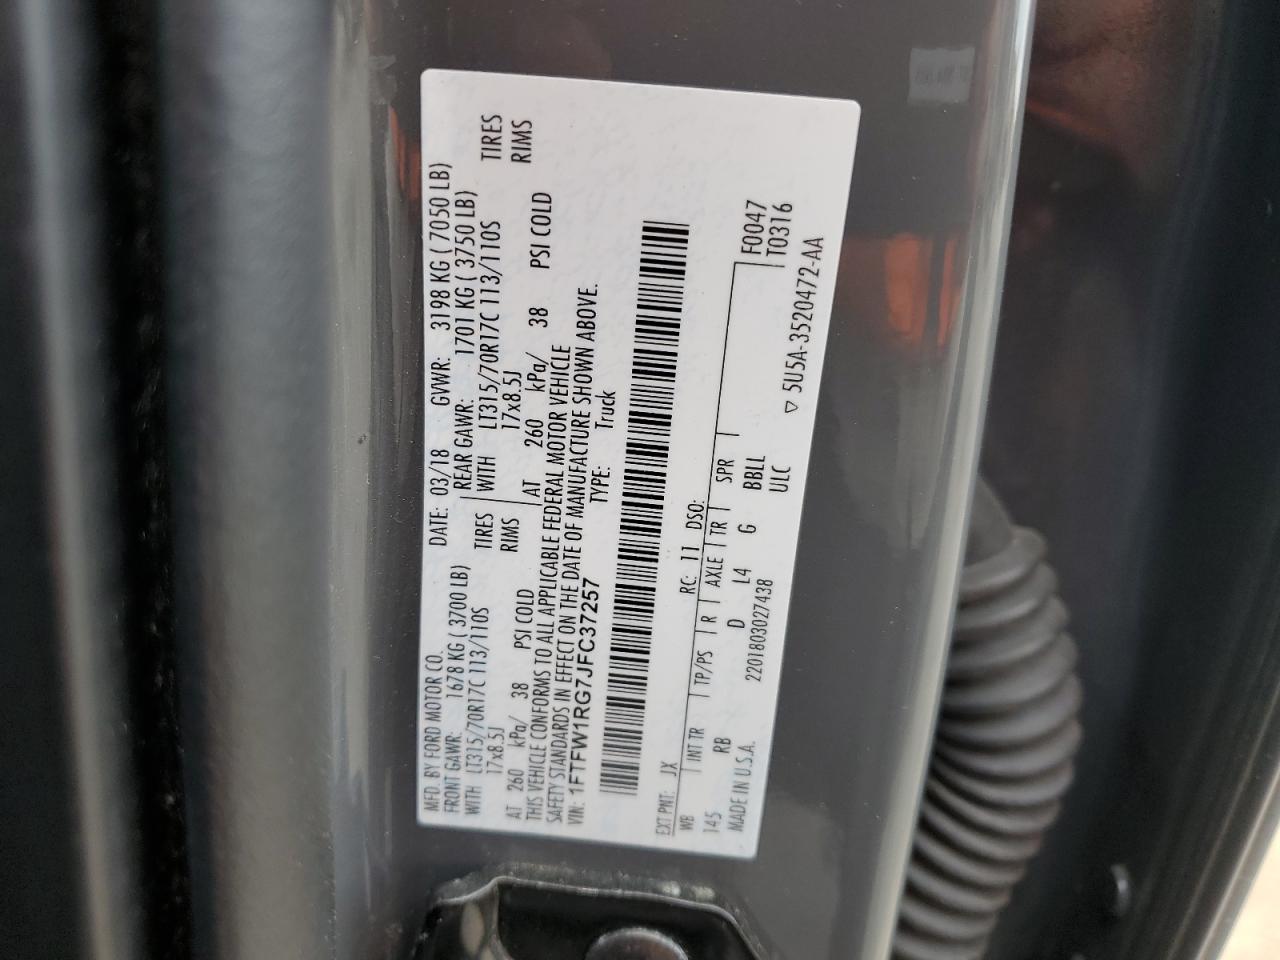 MFD. BY FORD MOTOR CO.
DATE: 03/18 GVWR: 3198 KG ( 7050 LB)
FRONT GAWR: 1678 KG ( 3700 LB) REAR GAWR: 1701 KG ( 3750 LB)
WITH LT315/70R17C 113/110S TIRES WITH LT315/70R17C 113/110S TIRES
17x8.5J RIMS 17x8.5J RIMS
AT 260 kPa/ 38 PSI COLD AT 260 kPa/ 38 PSI COLD
THIS VEHICLE CONFORMS TO ALL APPLICABLE FEDERAL MOTOR VEHICLE
SAFETY STANDARDS IN EFFECT ON THE DATE OF MANUFACTURE SHOWN ABOVE.
VIN: 1FTFW1RG7JFC37257 TYPE: Truck
EXT PNT: JX RC: 11 DSO:
WB INT TR TP/PS R AXLE TR SPR F0047
145 RB D L4 G BBLL T0316
MADE IN U.S.A. 2201803027438 ULC
▽ 5U5A-3520472-AA